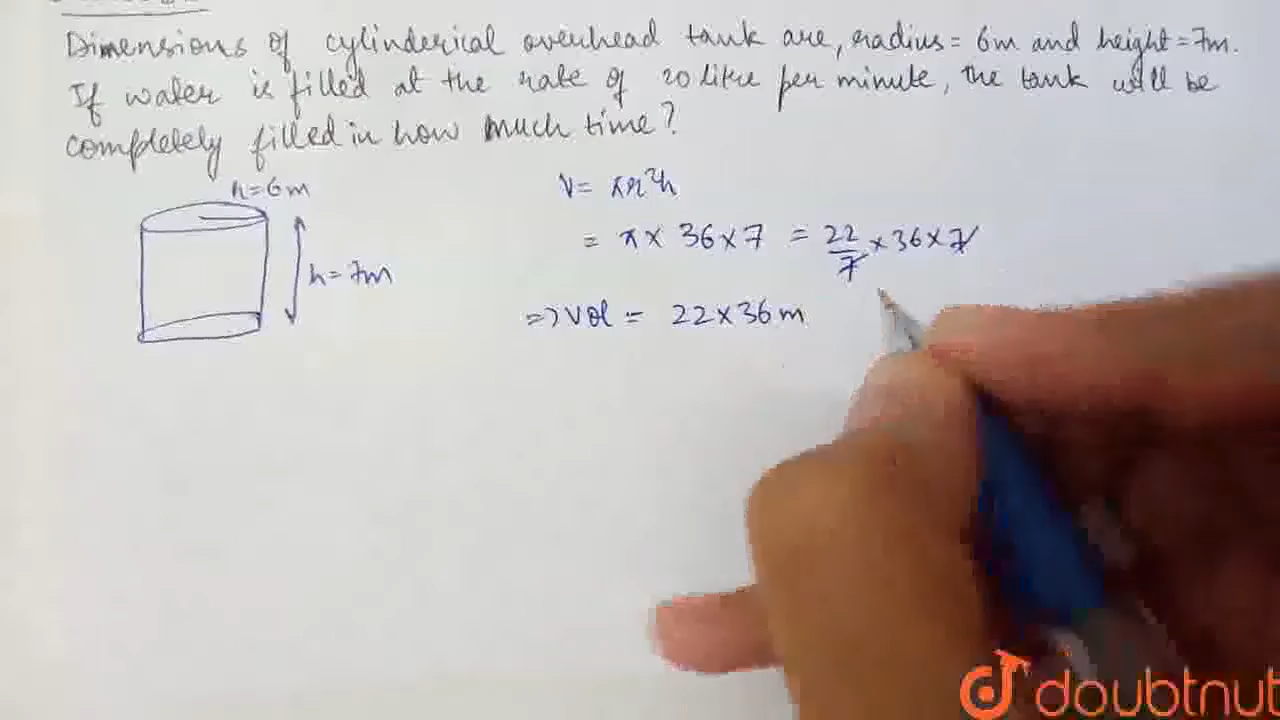 Dimensions of cylinderical overhead tank are, radius = 6m and height = 7m.
If water is filled at the rate of 20 litre per minute, the tank will be
completely filled in how much time?
r = 6m
h = 7m
V = πr²h
= π × 36 × 7 = 22/7 × 36 × 7
=> Vol = 22 × 36 m
doubtnut